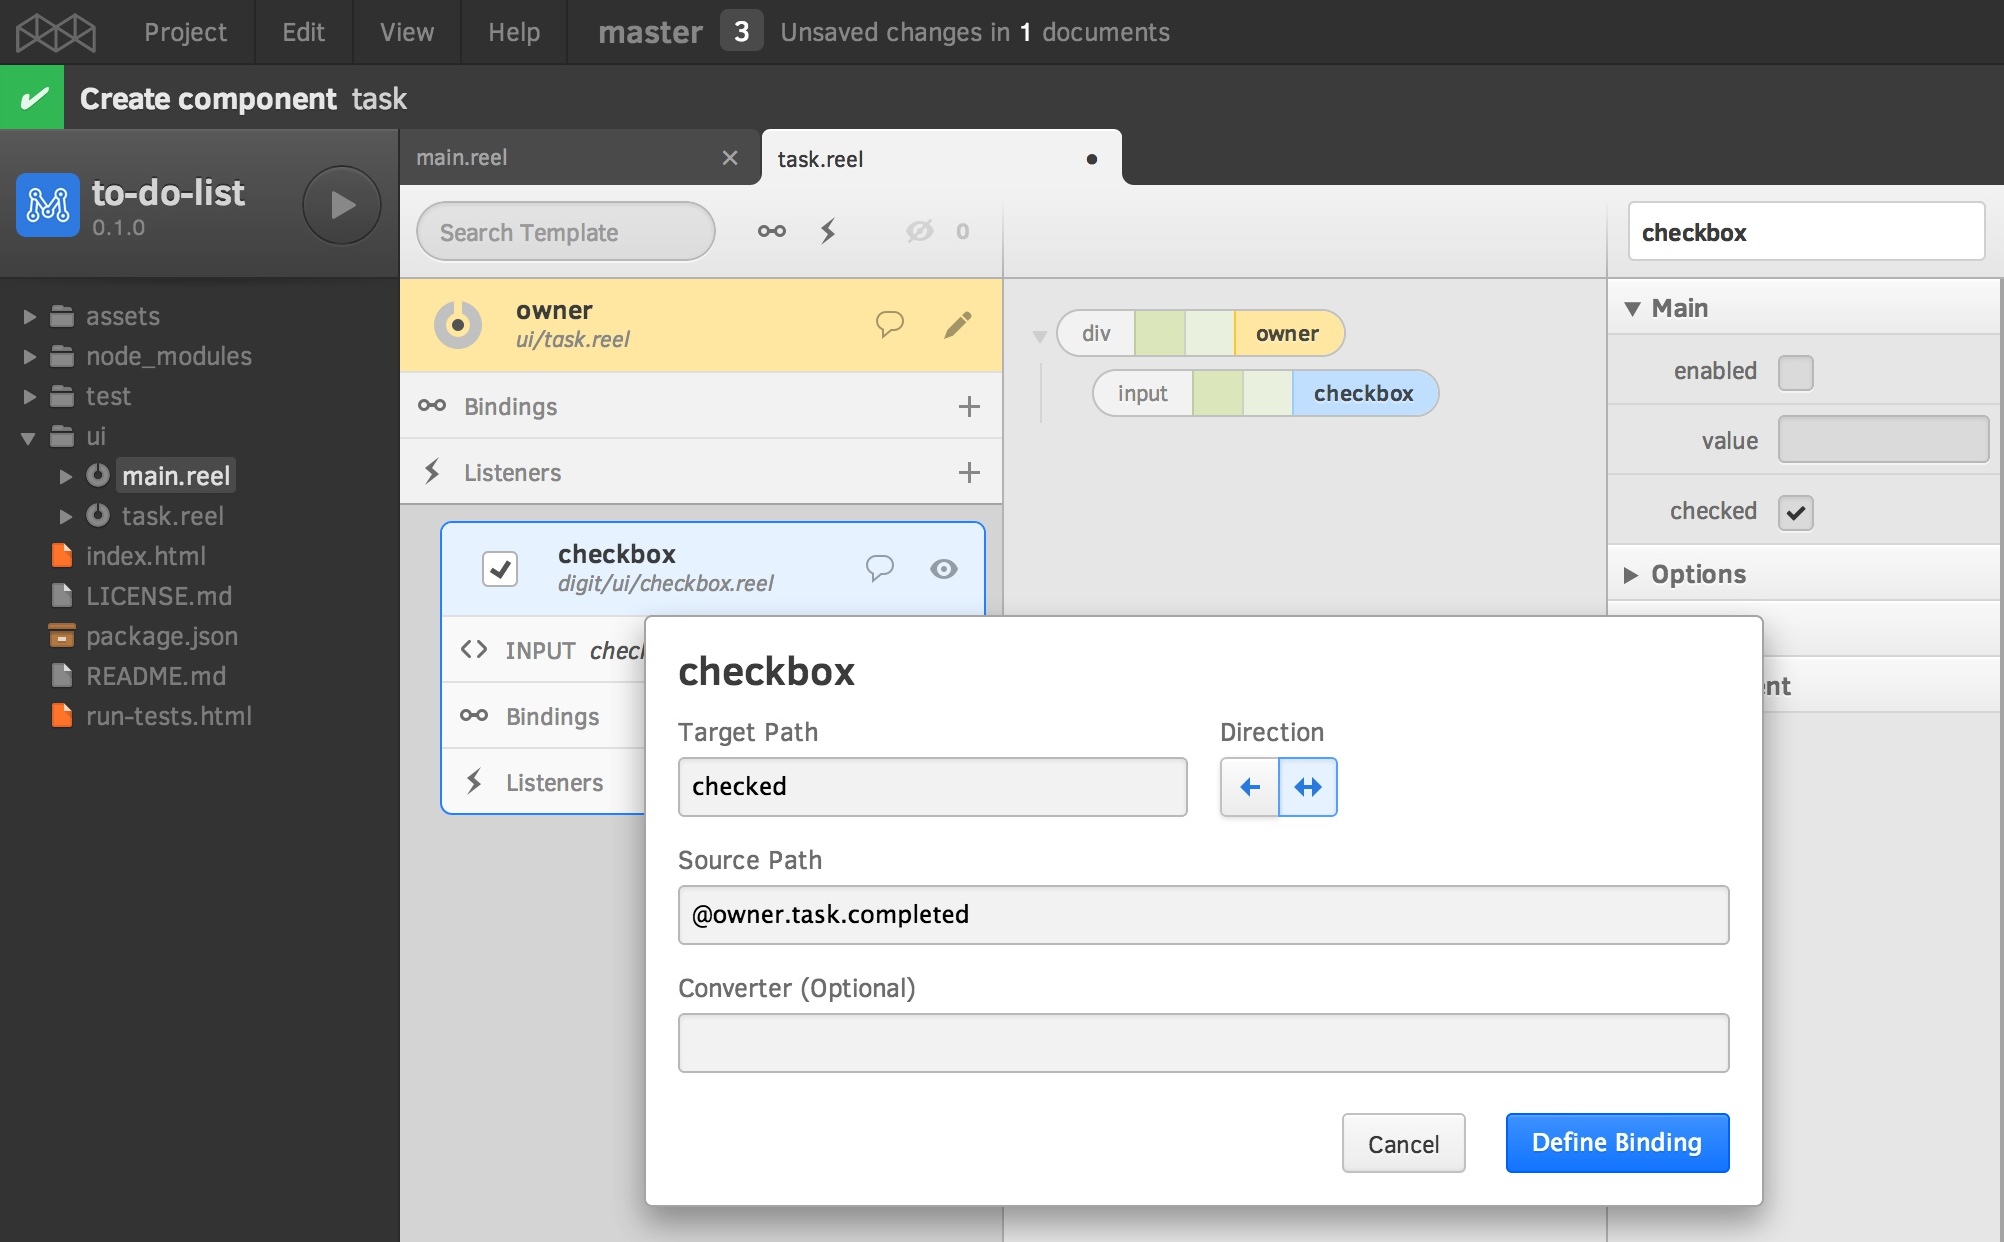 Project Edit View Help master 3 Unsaved changes in 1 documents
Create component task
to-do-list
0.1.0
assets
node_modules
test
ui
main.reel
task.reel
index.html
LICENSE.md
package.json
README.md
run-tests.html
main.reel
task.reel
Search Template
0
owner
ui/task.reel
Bindings
Listeners
checkbox
digit/ui/checkbox.reel
INPUT
Bindings
Listeners
div owner
input checkbox
checkbox
Main
enabled
value
checked
Options
checkbox
Target Path
Direction
checked
Source Path
@owner.task.completed
Converter (Optional)
Cancel
Define Binding